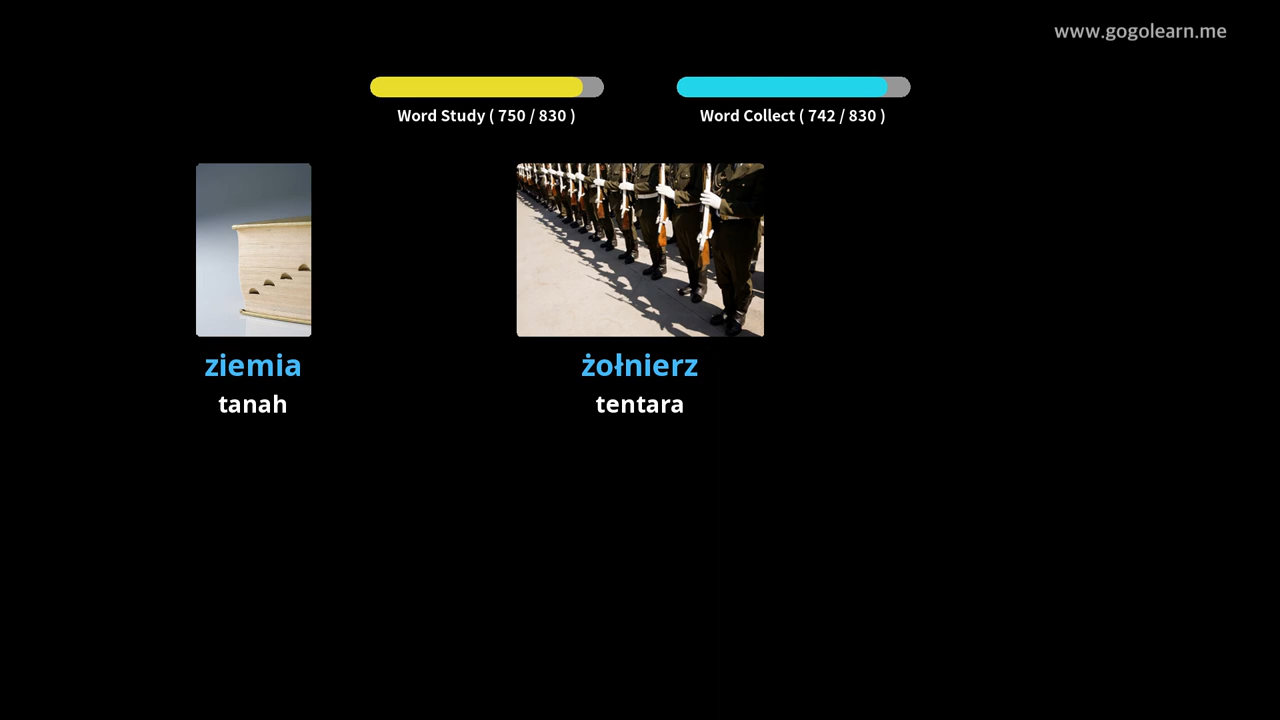 www.gogolearn.me
Word Study ( 750 / 830 )
Word Collect ( 742 / 830 )
ziemia
tanah
żołnierz
tentara